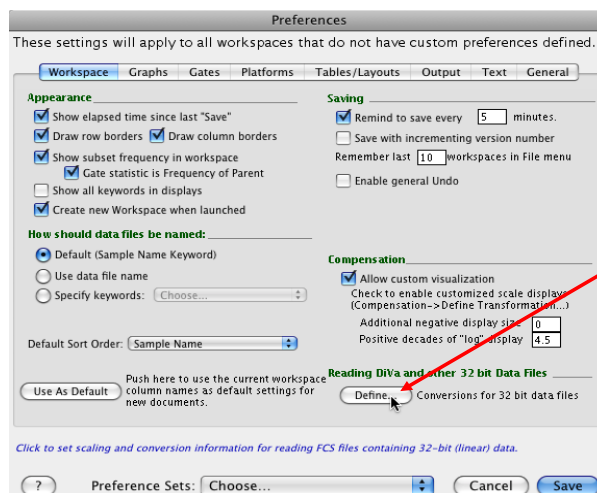 Preferences
These settings will apply to all workspaces that do not have custom preferences defined.
Workspace Graphs Gates Platforms Tables/Layouts Output Text General
Appearance
Show elapsed time since last "Save"
Draw row borders Draw column borders
Show subset frequency in workspace
Gate statistic is Frequency of Parent
Show all keywords in displays
Create new Workspace when launched
How should data files be named:
Default (Sample Name Keyword)
Use data file name
Specify keywords: Choose...
Default Sort Order: Sample Name
Use As Default
Push here to use the current workspace
column names as default settings for
new documents.
Saving
Remind to save every 5 minutes.
Save with incrementing version number
Remember last 10 workspaces in File menu
Enable general Undo
Compensation
Allow custom visualization
Check to enable customized scale displays
(Compensation->Define Transformation...)
Additional negative display size 0
Positive decades of "log" display 4.5
Reading DiVa and other 32 bit Data Files
Define... Conversions for 32 bit data files
Click to set scaling and conversion information for reading FCS files containing 32-bit (linear) data.
? Preference Sets: Choose... Cancel Save